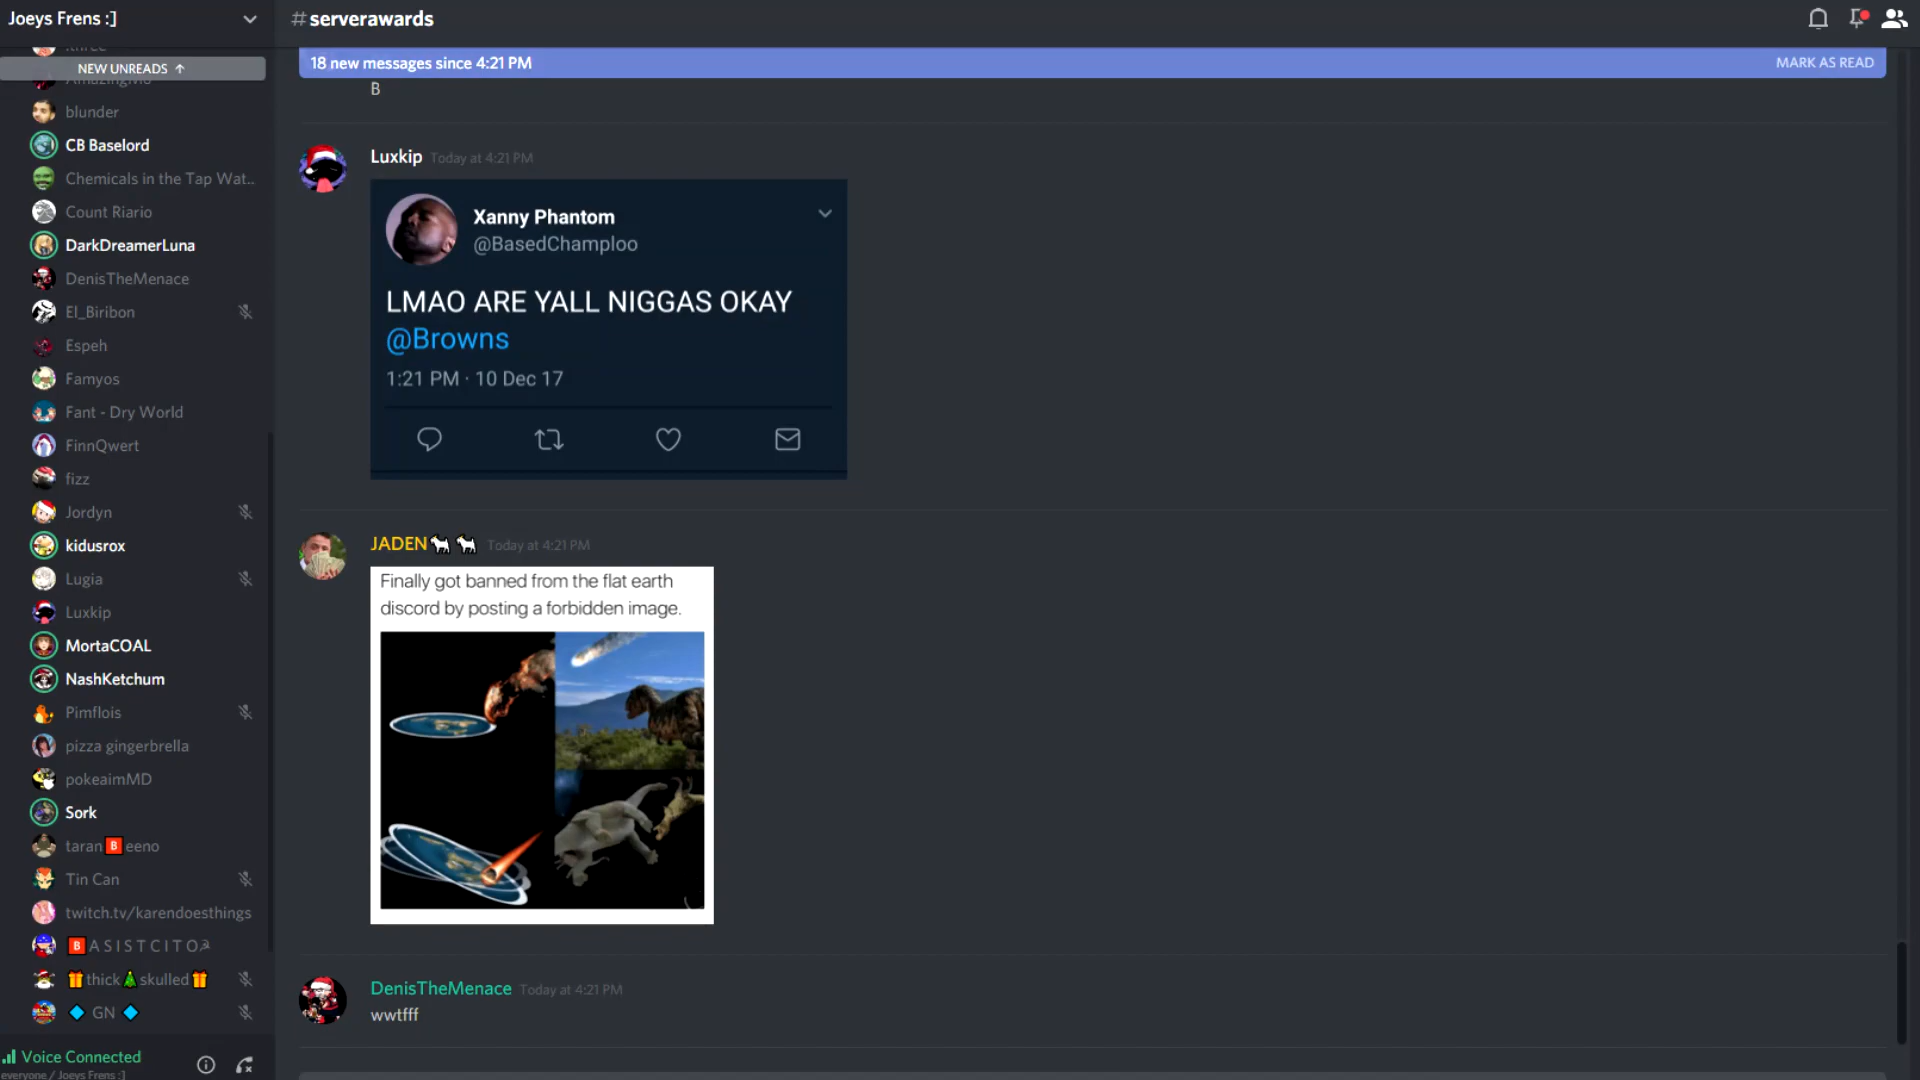 Joeys Frens :]
#serverawards
NEW UNREADS ↑
18 new messages since 4:21 PM
MARK AS READ
blunder
CB Baselord
Chemicals in the Tap Wat..
Count Riario
DarkDreamerLuna
DenisTheMenace
El_Biribon
Espeh
Famyos
Fant - Dry World
FinnQwert
fizz
Jordyn
kidusrox
Lugia
Luxkip
MortaCOAL
NashKetchum
Pimflois
pizza gingerbrella
pokeaimMD
Sork
taran🅱eeno
Tin Can
twitch.tv/karendoesthings
🅱A S I S T C I T O
🎁thick🎄skulled🎁
🔷 GN 🔷
Voice Connected
everyone / Joeys Frens :]
B
Luxkip Today at 4:21 PM
Xanny Phantom
@BasedChamploo
LMAO ARE YALL NIGGAS OKAY
@Browns
1:21 PM · 10 Dec 17
JADEN🐐🐐 Today at 4:21 PM
Finally got banned from the flat earth
discord by posting a forbidden image.
DenisTheMenace Today at 4:21 PM
wwtfff